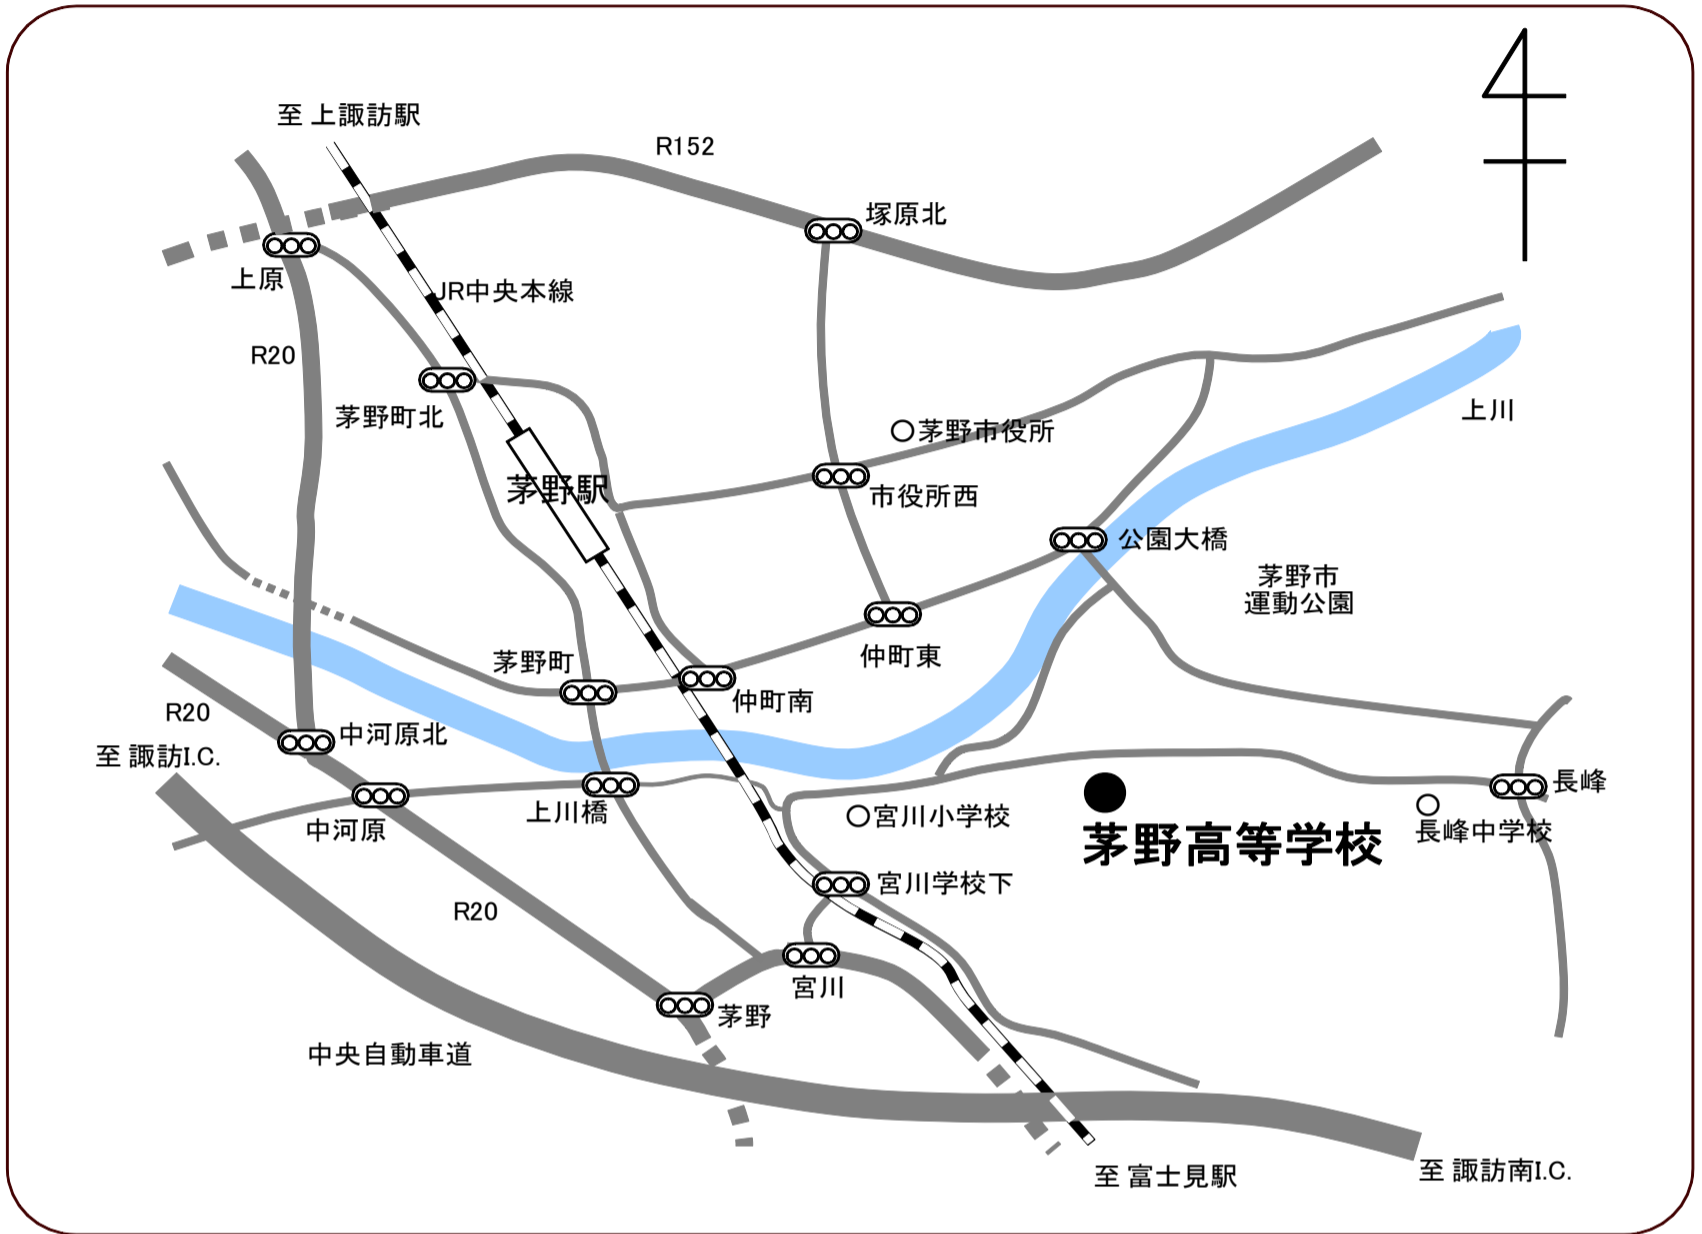 至 上諏訪駅
R152
塚原北
上原
JR中央本線
R20
茅野町北
上川
茅野市役所
茅野駅
市役所西
公園大橋
茅野市
運動公園
茅野町
仲町東
仲町南
R20
中河原北
至 諏訪I.C.
長峰
上川橋
宮川小学校
中河原
長峰中学校
茅野高等学校
宮川学校下
R20
宮川
茅野
中央自動車道
至 富士見駅
至 諏訪南I.C.